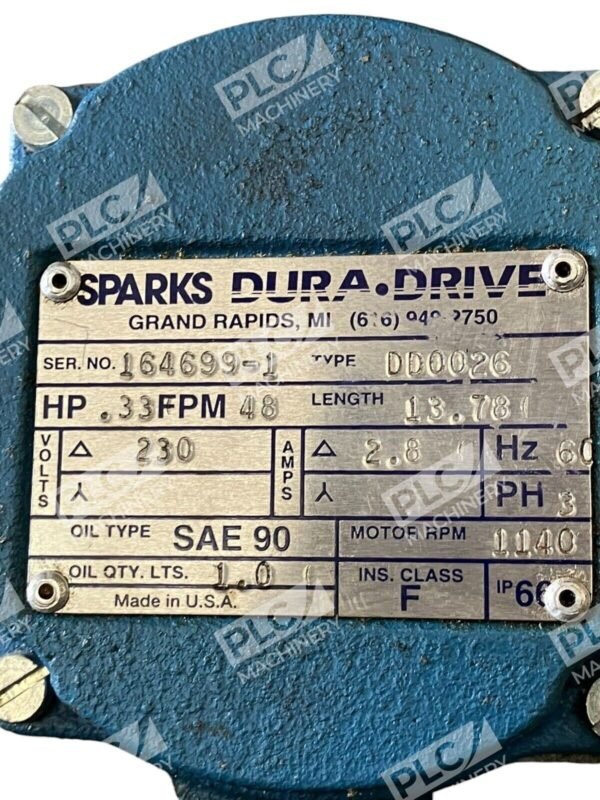 SPARKS DURA•DRIVE
GRAND RAPIDS, MI
SER. NO. 164699-1 TYPE DD0026
HP .33 FPM 48 LENGTH 13.78
VOLTS Δ 230 AMPS Δ 2.8 Hz 60
⅄ ⅄ PH 3
OIL TYPE SAE 90 MOTOR RPM 1140
OIL QTY. LTS. 1.0 INS. CLASS F IP66
Made in U.S.A.
PLC MACHINERY